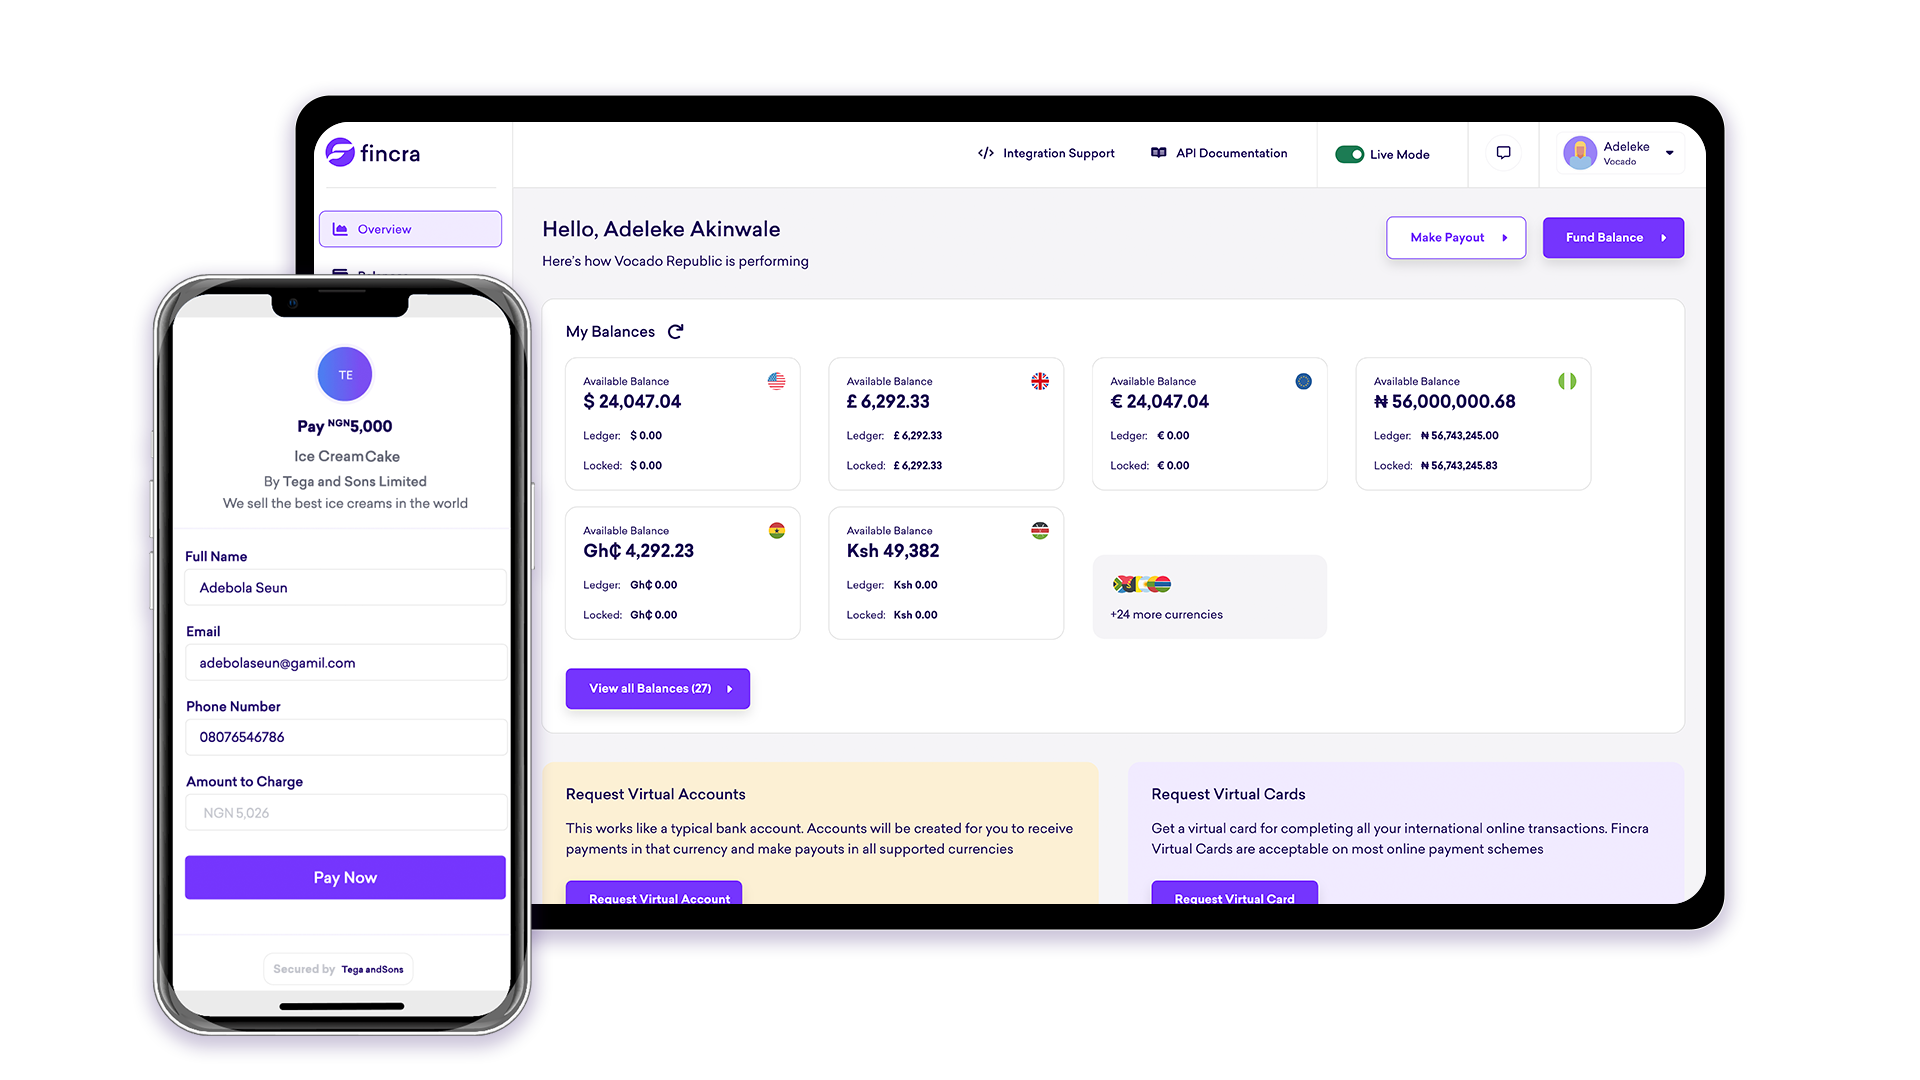 fincra
Integration Support
API Documentation
Live Mode
Adeleke
Vocado
Overview
Balances
Hello, Adeleke Akinwale
Here's how Vocado Republic is performing
Make Payout
Fund Balance
My Balances
Available Balance
$ 24,047.04
Ledger: $ 0.00
Locked: $ 0.00
Available Balance
£ 6,292.33
Ledger: £ 6,292.33
Locked: £ 6,292.33
Available Balance
€ 24,047.04
Ledger: € 0.00
Locked: € 0.00
Available Balance
₦ 56,000,000.68
Ledger: ₦ 56,743,245.00
Locked: ₦ 56,743,245.83
Available Balance
Gh₵ 4,292.23
Ledger: Gh₵ 0.00
Locked: Gh₵ 0.00
Available Balance
Ksh 49,382
Ledger: Ksh 0.00
Locked: Ksh 0.00
+24 more currencies
View all Balances (27)
Request Virtual Accounts
This works like a typical bank account. Accounts will be created for you to receive
payments in that currency and make payouts in all supported currencies
Request Virtual Account
Request Virtual Cards
Get a virtual card for completing all your international online transactions. Fincra
Virtual Cards are acceptable on most online payment schemes
Request Virtual Card
TE
Pay NGN5,000
Ice Cream Cake
By Tega and Sons Limited
We sell the best ice creams in the world
Full Name
Adebola Seun
Email
adebolaseun@gamil.com
Phone Number
08076546786
Amount to Charge
NGN 5,026
Pay Now
Secured by Tega andSons